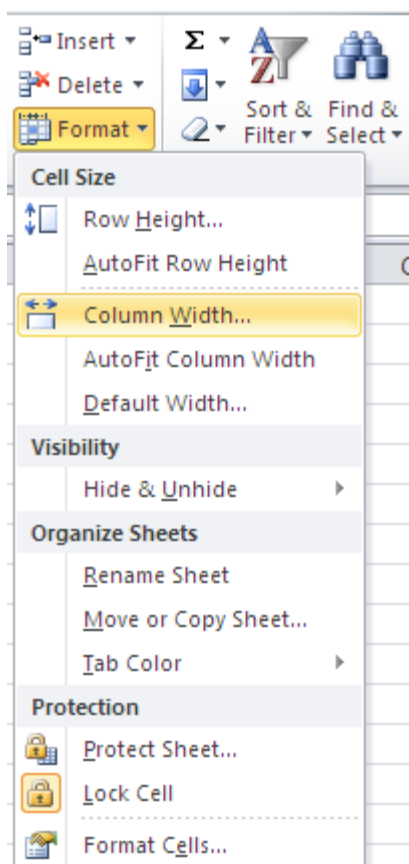 Insert
Delete
Format
Σ
A
Z
Sort &
Filter
Find &
Select
Cell Size
Row Height...
AutoFit Row Height
Column Width...
AutoFit Column Width
Default Width...
Visibility
Hide & Unhide
Organize Sheets
Rename Sheet
Move or Copy Sheet...
Tab Color
Protection
Protect Sheet...
Lock Cell
Format Cells...